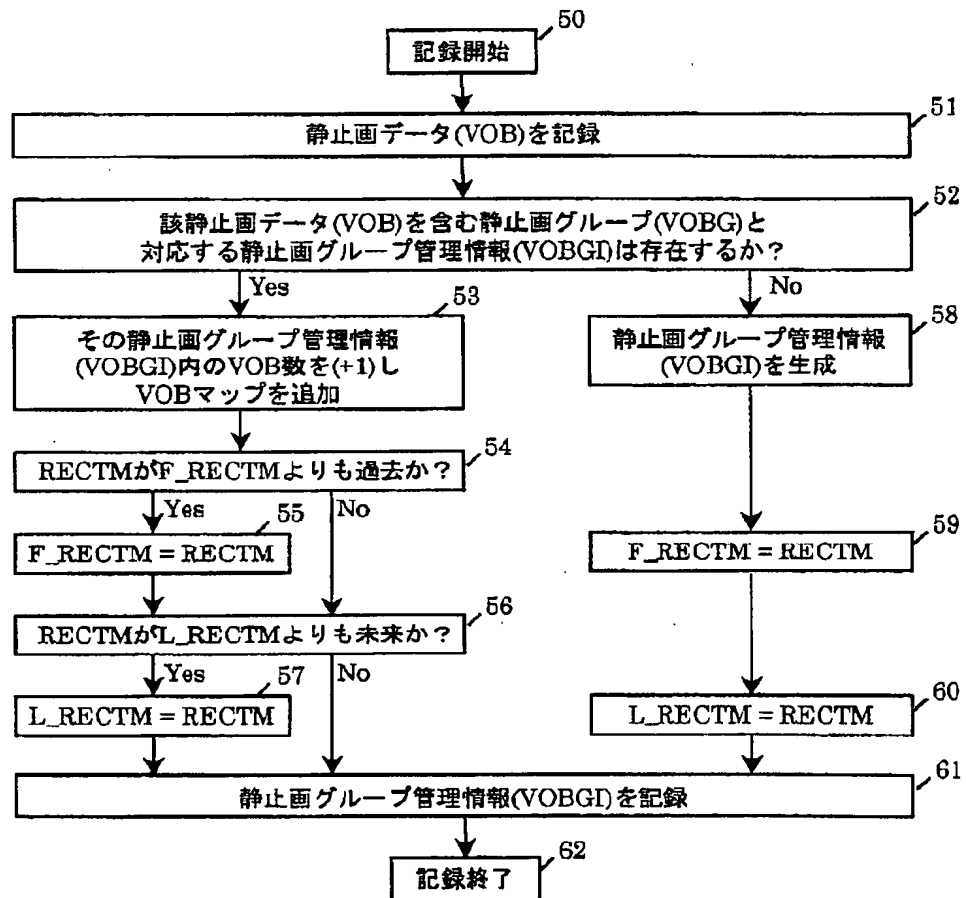 50
記録開始
51
静止画データ(VOB)を記録
52
該静止画データ(VOB)を含む静止画グループ(VOBG)と
対応する静止画グループ管理情報(VOBGI)は存在するか?
Yes
No
53
その静止画グループ管理情報
(VOBGI)内のVOB数を(+1)し
VOBマップを追加
58
静止画グループ管理情報
(VOBGI)を生成
54
RECTMがF_RECTMよりも過去か?
Yes
No
55
F_RECTM = RECTM
59
F_RECTM = RECTM
56
RECTMがL_RECTMよりも未来か?
Yes
No
57
L_RECTM = RECTM
60
L_RECTM = RECTM
61
静止画グループ管理情報(VOBGI)を記録
62
記録終了